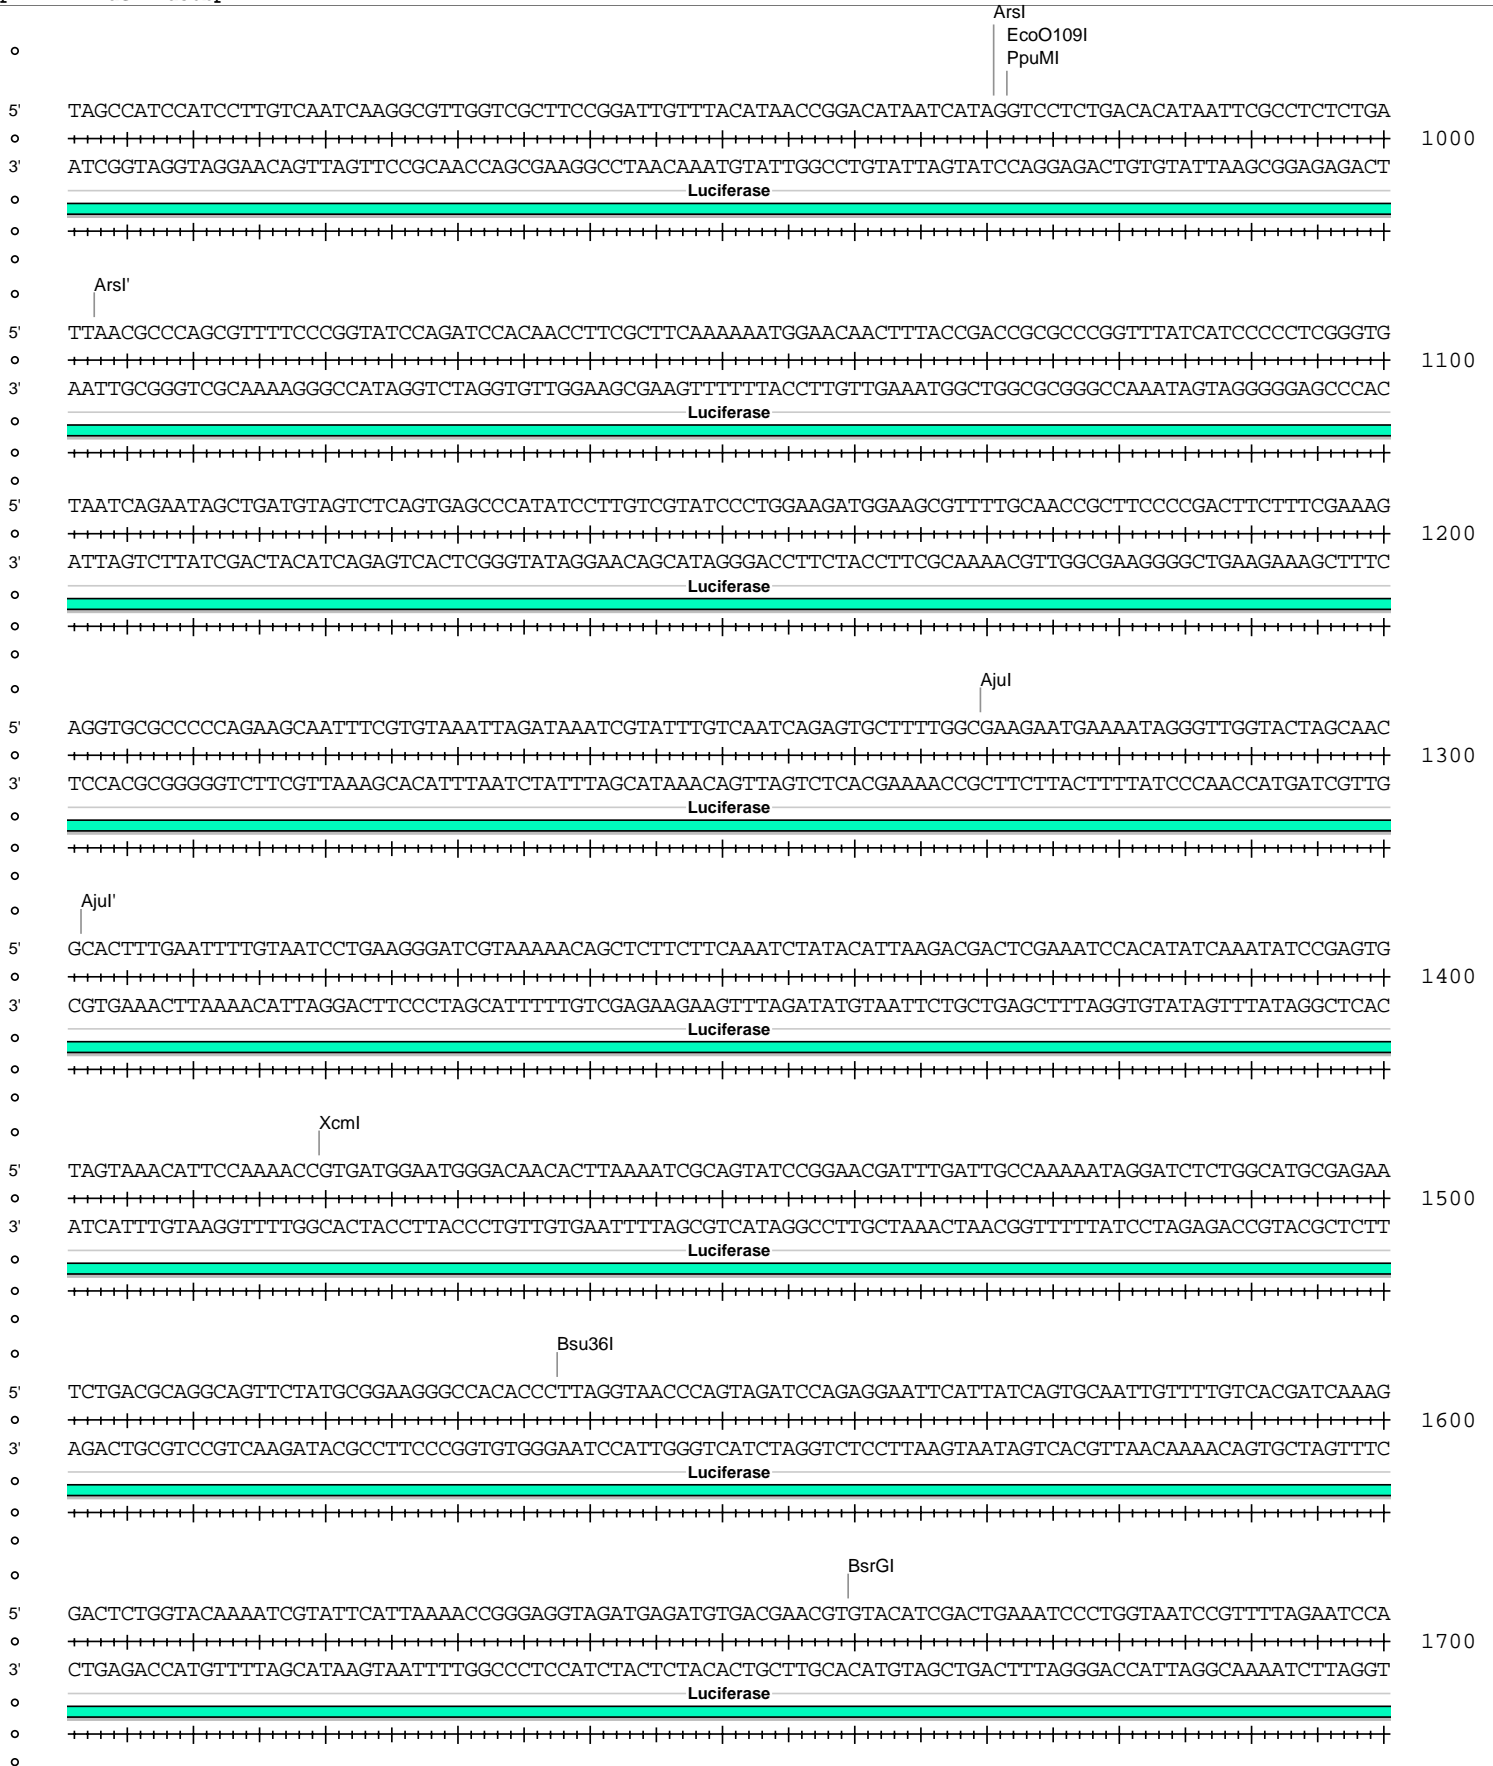 ArsI
EcoO109I
PpuMI
5' TAGCCATCCATCCTTGTCAATCAAGGCGTTGGTCGCTTCCGGATTGTTTACATAACCGGACATAATCATAGGTCCTCTGACACATAATTCGCCTCTCTGA
1000
3' ATCGGTAGGTAGGAACAGTTAGTTCCGCAACCAGCGAAGGCCTAACAAATGTATTGGCCTGTATTAGTATCCAGGAGACTGTGTATTAAGCGGAGAGACT
Luciferase
ArsI'
5' TTAACGCCCAGCGTTTTCCCGGTATCCAGATCCACAACCTTCGCTTCAAAAAATGGAACAACTTTACCGACCGCGCCCGGTTTATCATCCCCCTCGGGTG
1100
3' AATTGCGGGTCGCAAAAGGGCCATAGGTCTAGGTGTTGGAAGCGAAGTTTTTTACCTTGTTGAAATGGCTGGCGCGGGCCAAATAGTAGGGGGAGCCCAC
Luciferase
5' TAATCAGAATAGCTGATGTAGTCTCAGTGAGCCCATATCCTTGTCGTATCCCTGGAAGATGGAAGCGTTTTGCAACCGCTTCCCCGACTTCTTTCGAAAG
1200
3' ATTAGTCTTATCGACTACATCAGAGTCACTCGGGTATAGGAACAGCATAGGGACCTTCTACCTTCGCAAAACGTTGGCGAAGGGGCTGAAGAAAGCTTTC
Luciferase
AjuI
5' AGGTGCGCCCCCAGAAGCAATTTCGTGTAAATTAGATAAATCGTATTTGTCAATCAGAGTGCTTTTGGCGAAGAATGAAAATAGGGTTGGTACTAGCAAC
1300
3' TCCACGCGGGGGTCTTCGTTAAAGCACATTTAATCTATTTAGCATAAACAGTTAGTCTCACGAAAACCGCTTCTTACTTTTATCCCAACCATGATCGTTG
Luciferase
AjuI'
5' GCACTTTGAATTTTGTAATCCTGAAGGGATCGTAAAAACAGCTCTTCTTCAAATCTATACATTAAGACGACTCGAAATCCACATATCAAATATCCGAGTG
1400
3' CGTGAAACTTAAAACATTAGGACTTCCCTAGCATTTTTGTCGAGAAGAAGTTTAGATATGTAATTCTGCTGAGCTTTAGGTGTATAGTTTATAGGCTCAC
Luciferase
XcmI
5' TAGTAAACATTCCAAAACCGTGATGGAATGGGACAACACTTAAAATCGCAGTATCCGGAACGATTTGATTGCCAAAAATAGGATCTCTGGCATGCGAGAA
1500
3' ATCATTTGTAAGGTTTTGGCACTACCTTACCCTGTTGTGAATTTTAGCGTCATAGGCCTTGCTAAACTAACGGTTTTTATCCTAGAGACCGTACGCTCTT
Luciferase
Bsu36I
5' TCTGACGCAGGCAGTTCTATGCGGAAGGGCCACACCCTTAGGTAACCCAGTAGATCCAGAGGAATTCATTATCAGTGCAATTGTTTTGTCACGATCAAAG
1600
3' AGACTGCGTCCGTCAAGATACGCCTTCCCGGTGTGGGAATCCATTGGGTCATCTAGGTCTCCTTAAGTAATAGTCACGTTAACAAAACAGTGCTAGTTTC
Luciferase
BsrGI
5' GACTCTGGTACAAAATCGTATTCATTAAAACCGGGAGGTAGATGAGATGTGACGAACGTGTACATCGACTGAAATCCCTGGTAATCCGTTTTAGAATCCA
1700
3' CTGAGACCATGTTTTAGCATAAGTAATTTTGGCCCTCCATCTACTCTACACTGCTTGCACATGTAGCTGACTTTAGGGACCATTAGGCAAAATCTTAGGT
Luciferase